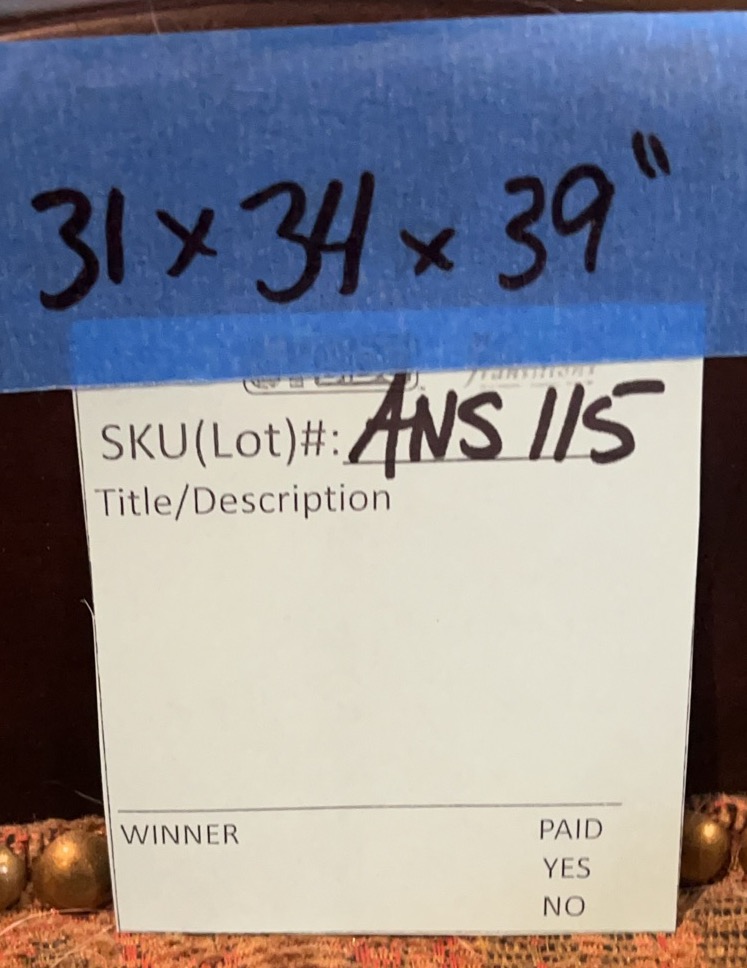 31 x 34 x 39"
SKU(Lot)#: ANS 115
Title/Description
WINNER
PAID
YES
NO